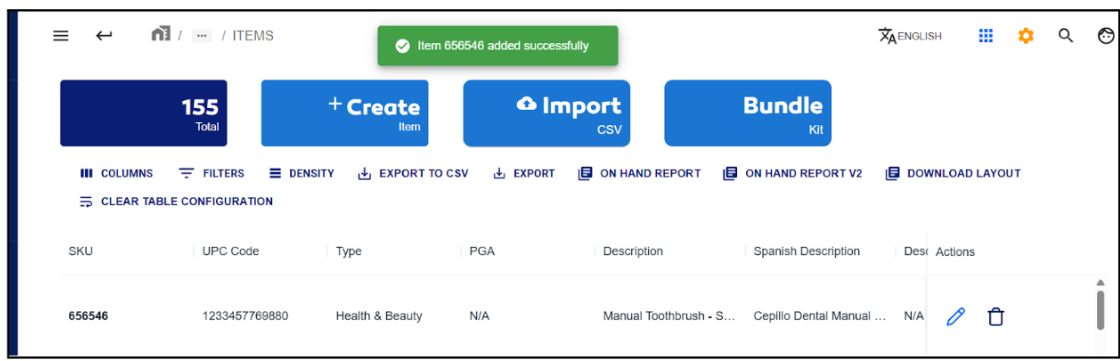 / ... / ITEMS
Item 656546 added successfully
ENGLISH
155
Total
+ Create
Item
Import
CSV
Bundle
Kit
COLUMNS FILTERS DENSITY EXPORT TO CSV EXPORT ON HAND REPORT ON HAND REPORT V2 DOWNLOAD LAYOUT
CLEAR TABLE CONFIGURATION
SKU UPC Code Type PGA Description Spanish Description Desc Actions
656546 1233457769880 Health & Beauty N/A Manual Toothbrush - S... Cepillo Dental Manual ... N/A